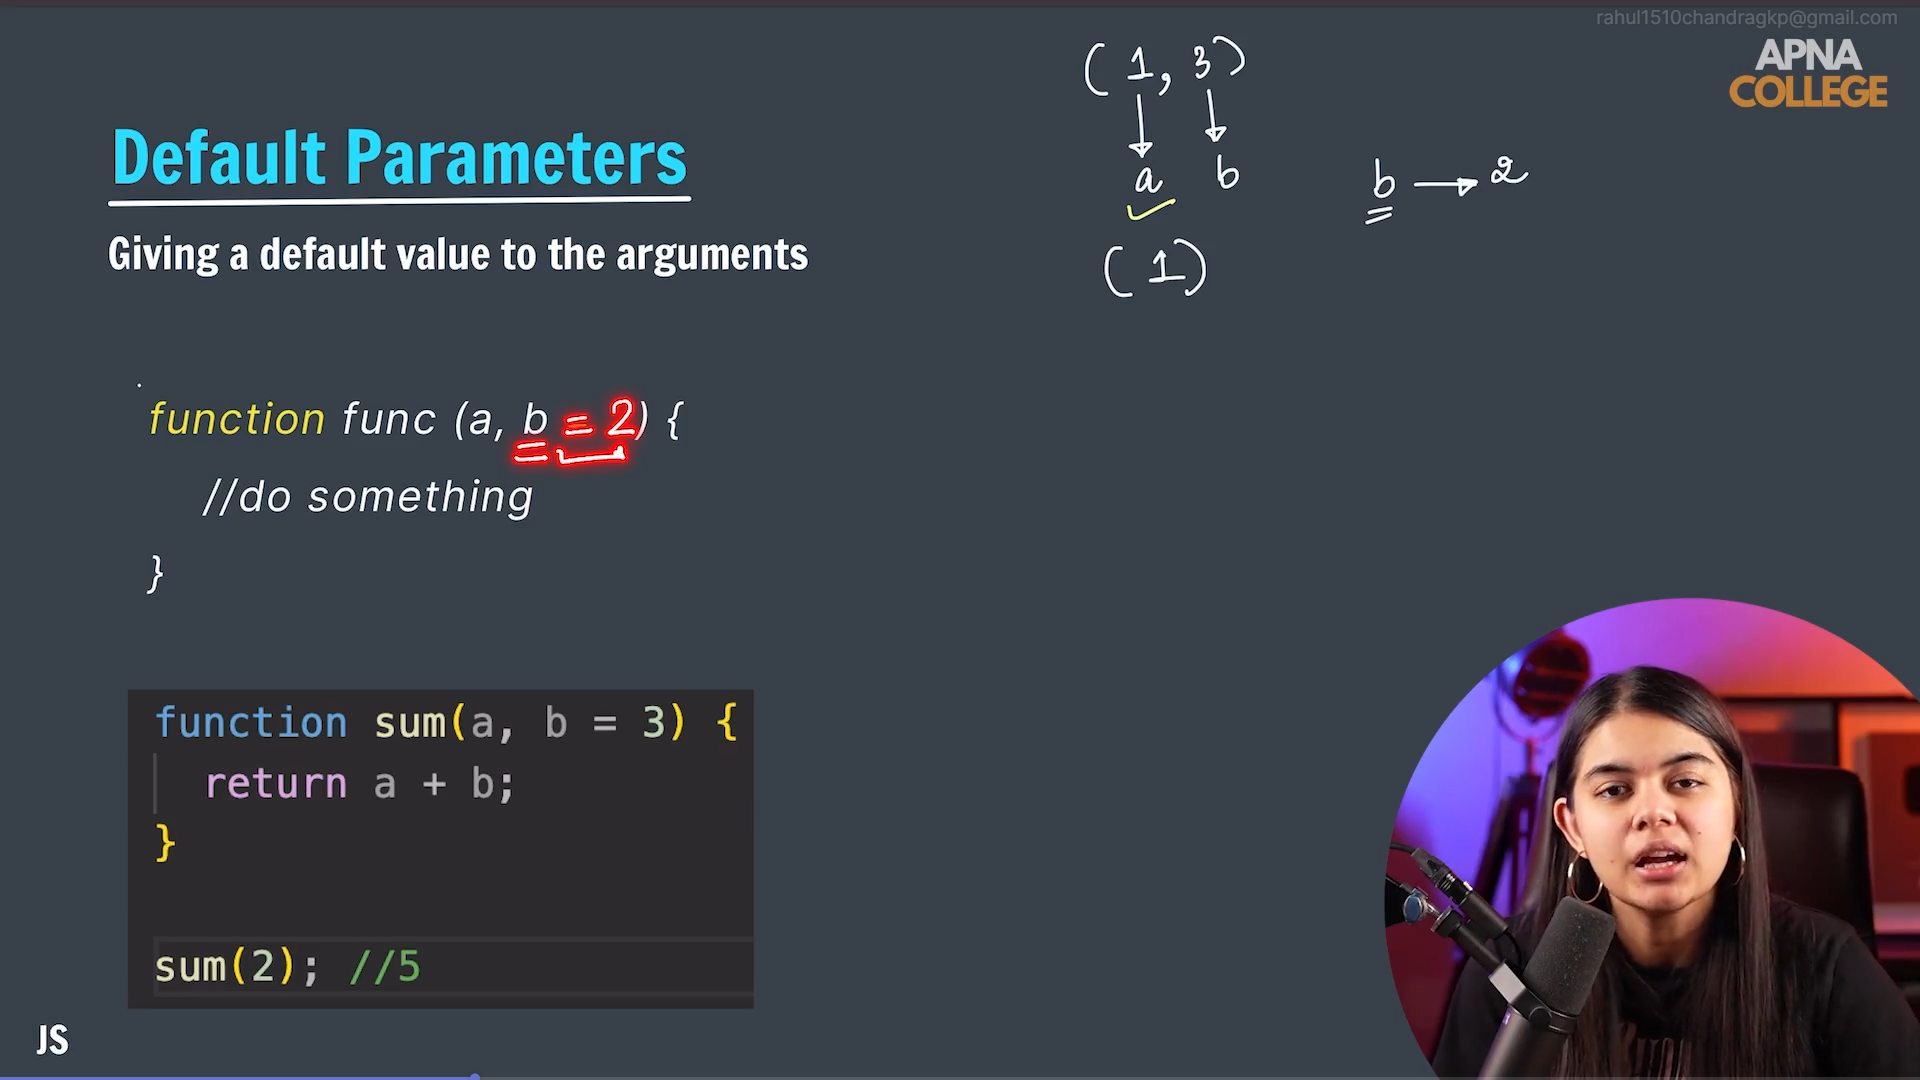 rahul1510chandragkp@gmail.com
APNA
COLLEGE
(1, 3)
a b
b → 2
(1)
Default Parameters
Giving a default value to the arguments
function func (a, b = 2) {
//do something
}
function sum(a, b = 3) {
return a + b;
}
sum(2); //5
JS